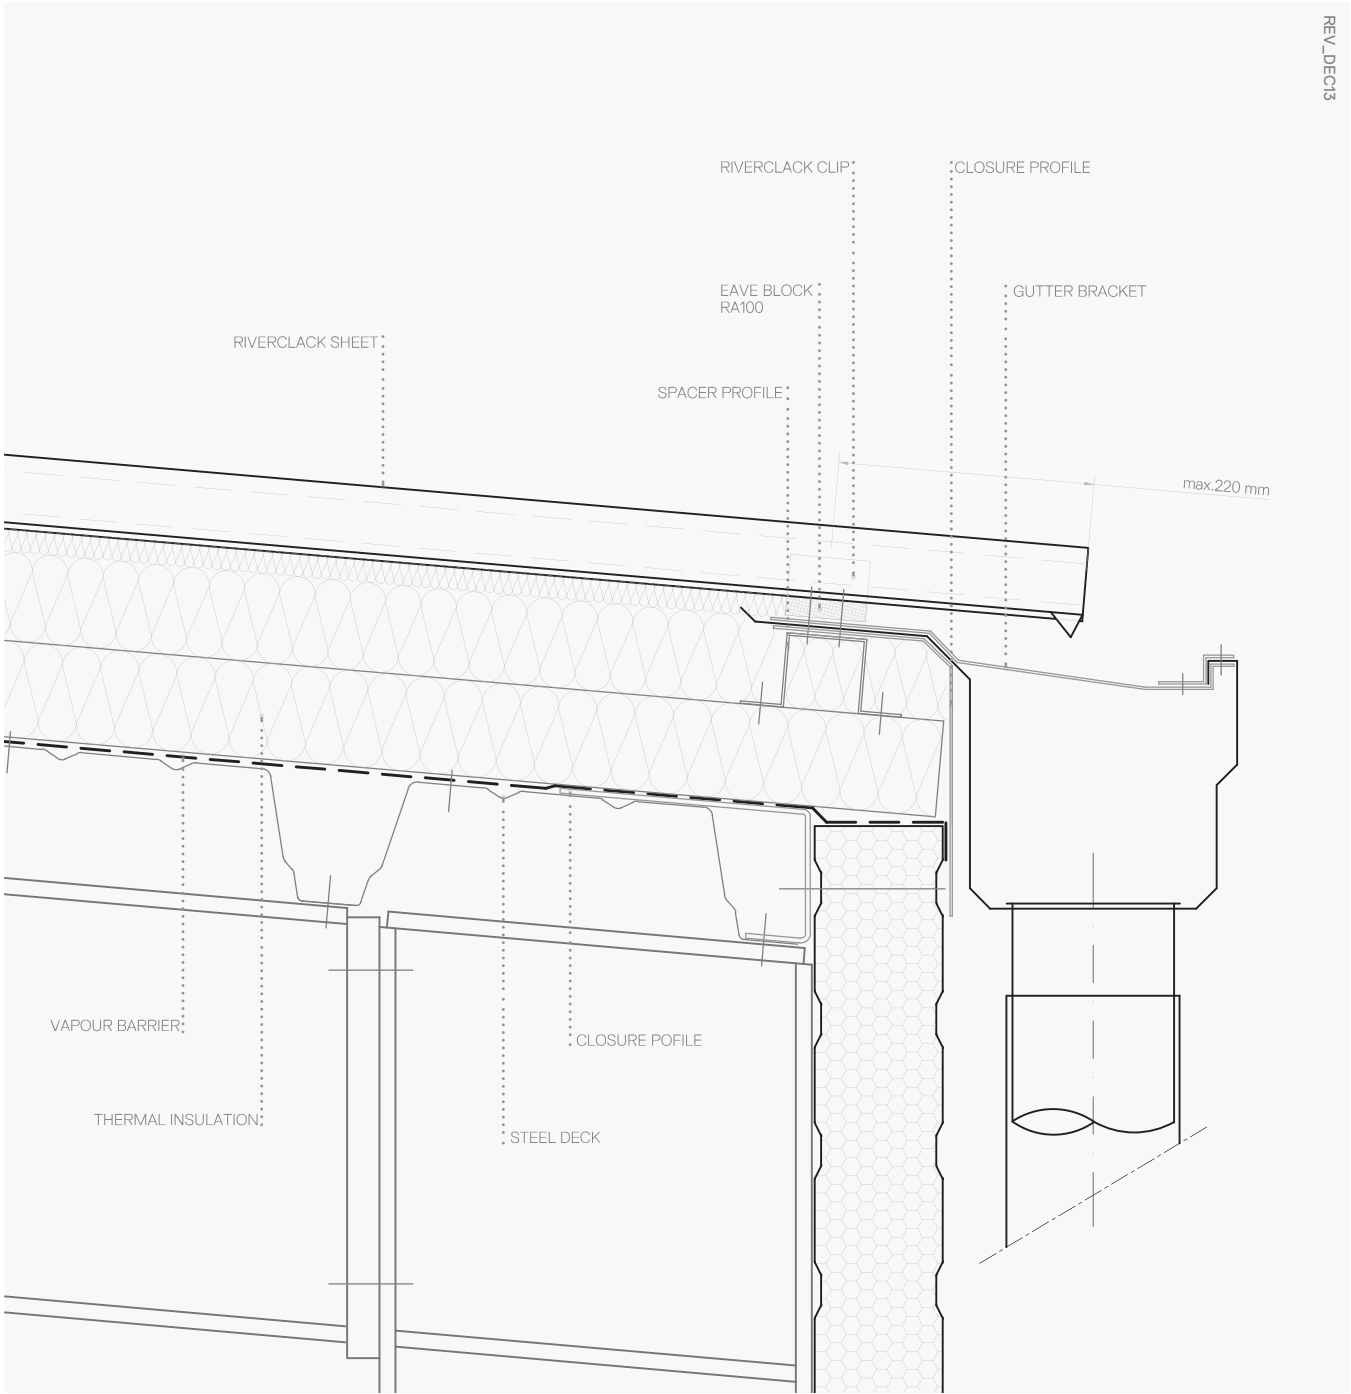 REV_DEC13
RIVERCLACK CLIP
CLOSURE PROFILE
EAVE BLOCK
RA100
GUTTER BRACKET
RIVERCLACK SHEET
SPACER PROFILE
max.220 mm
VAPOUR BARRIER
CLOSURE POFILE
THERMAL INSULATION
STEEL DECK